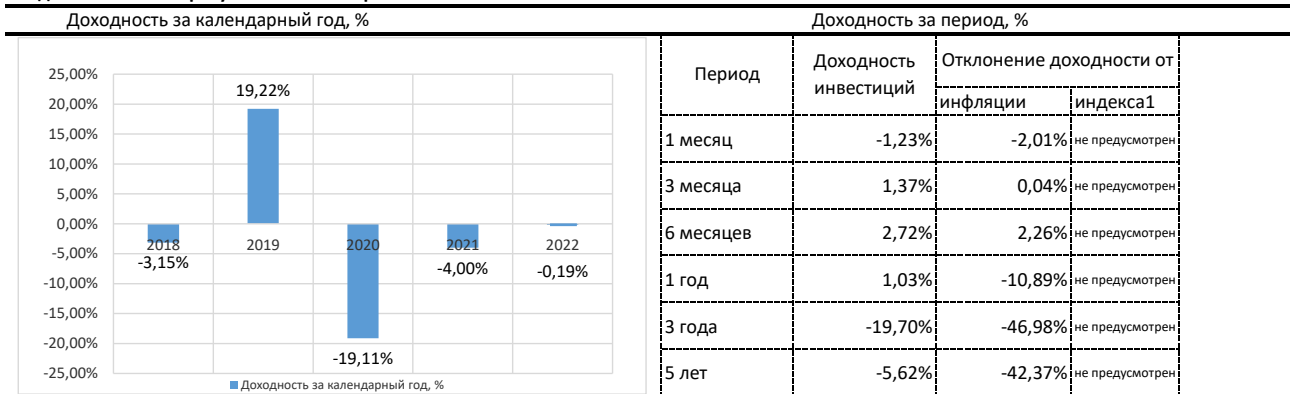 Доходность за календарный год, %
Доходность за период, %
25,00%
20,00%
15,00%
10,00%
5,00%
0,00%
-5,00%
-10,00%
-15,00%
-20,00%
-25,00%
19,22%
2018 2019 2020 2021 2022
-3,15%
-4,00% -0,19%
-19,11%
Доходность за календарный год, %
Период Доходность инвестиций Отклонение доходности от
инфляции индекса1
1 месяц -1,23% -2,01% не предусмотрен
3 месяца 1,37% 0,04% не предусмотрен
6 месяцев 2,72% 2,26% не предусмотрен
1 год 1,03% -10,89% не предусмотрен
3 года -19,70% -46,98% не предусмотрен
5 лет -5,62% -42,37% не предусмотрен